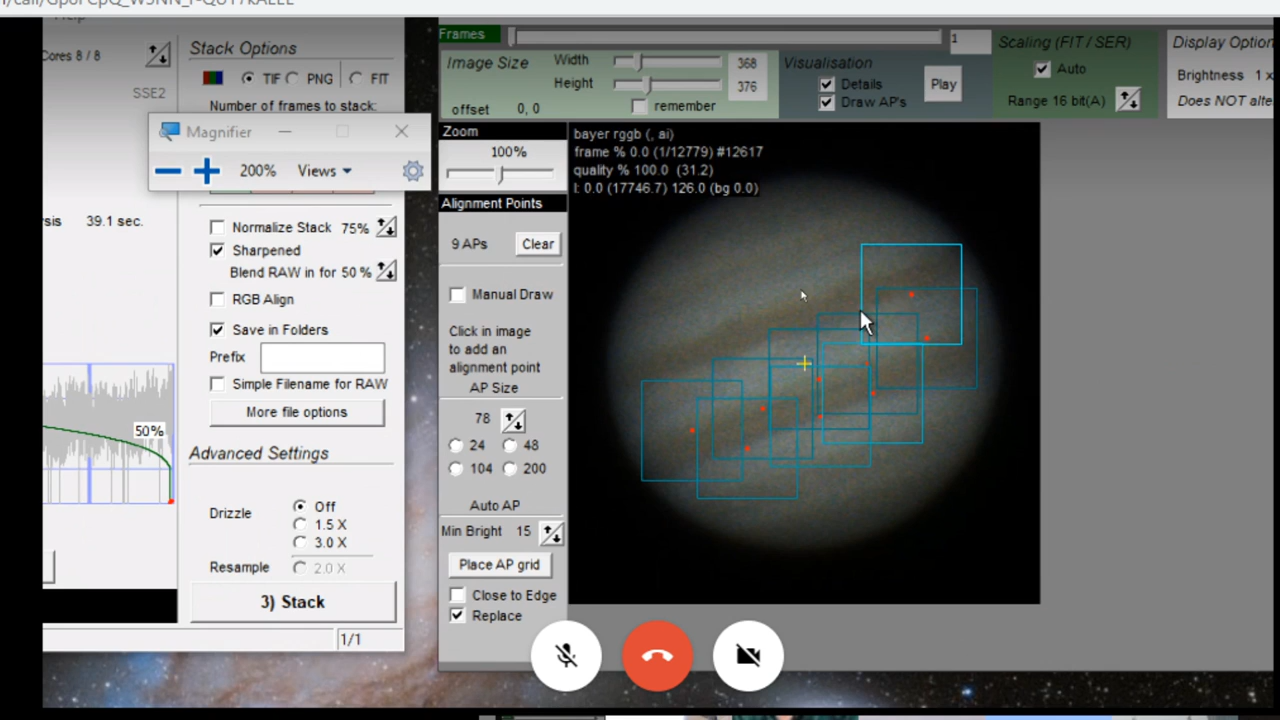 Cores 8 / 8
SSE2
sis 39.1 sec.
50%
1/1
Stack Options
TIF PNG FIT
Number of frames to stack:
Magnifier
200% Views
Normalize Stack 75%
Sharpened
Blend RAW in for 50 %
RGB Align
Save in Folders
Prefix
Simple Filename for RAW
More file options
Advanced Settings
Drizzle
Off
1.5 X
3.0 X
Resample 2.0 X
3) Stack
Frames
1
Image Size
Width 368
Height 376
offset 0, 0
remember
Visualisation
Details
Draw AP's
Play
Scaling (FIT / SER)
Auto
Range 16 bit(A)
Display Option
Brightness 1 x
Does NOT alte
Zoom
100%
Alignment Points
9 APs Clear
Manual Draw
Click in image
to add an
alignment point
AP Size
78
24 48
104 200
Auto AP
Min Bright 15
Place AP grid
Close to Edge
Replace
bayer rggb (, ai)
frame % 0.0 (1/12779) #12617
quality % 100.0 (31.2)
l: 0.0 (17746.7) 126.0 (bg 0.0)